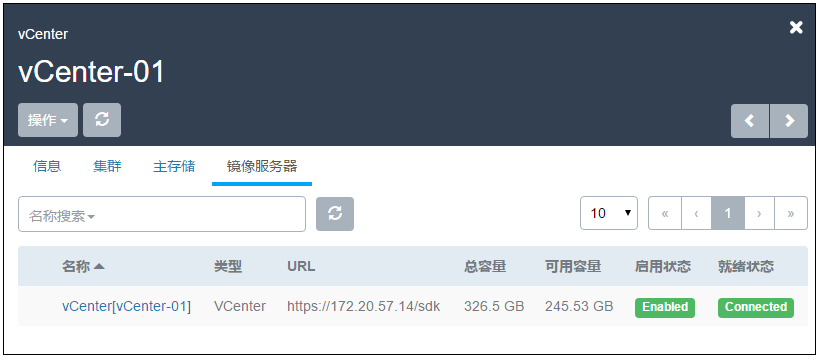 vCenter
vCenter-01
操作
信息 集群 主存储 镜像服务器
名称搜索 10 « ‹ 1 › »
名称 类型 URL 总容量 可用容量 启用状态 就绪状态
vCenter[vCenter-01] VCenter https://172.20.57.14/sdk 326.5 GB 245.53 GB Enabled Connected